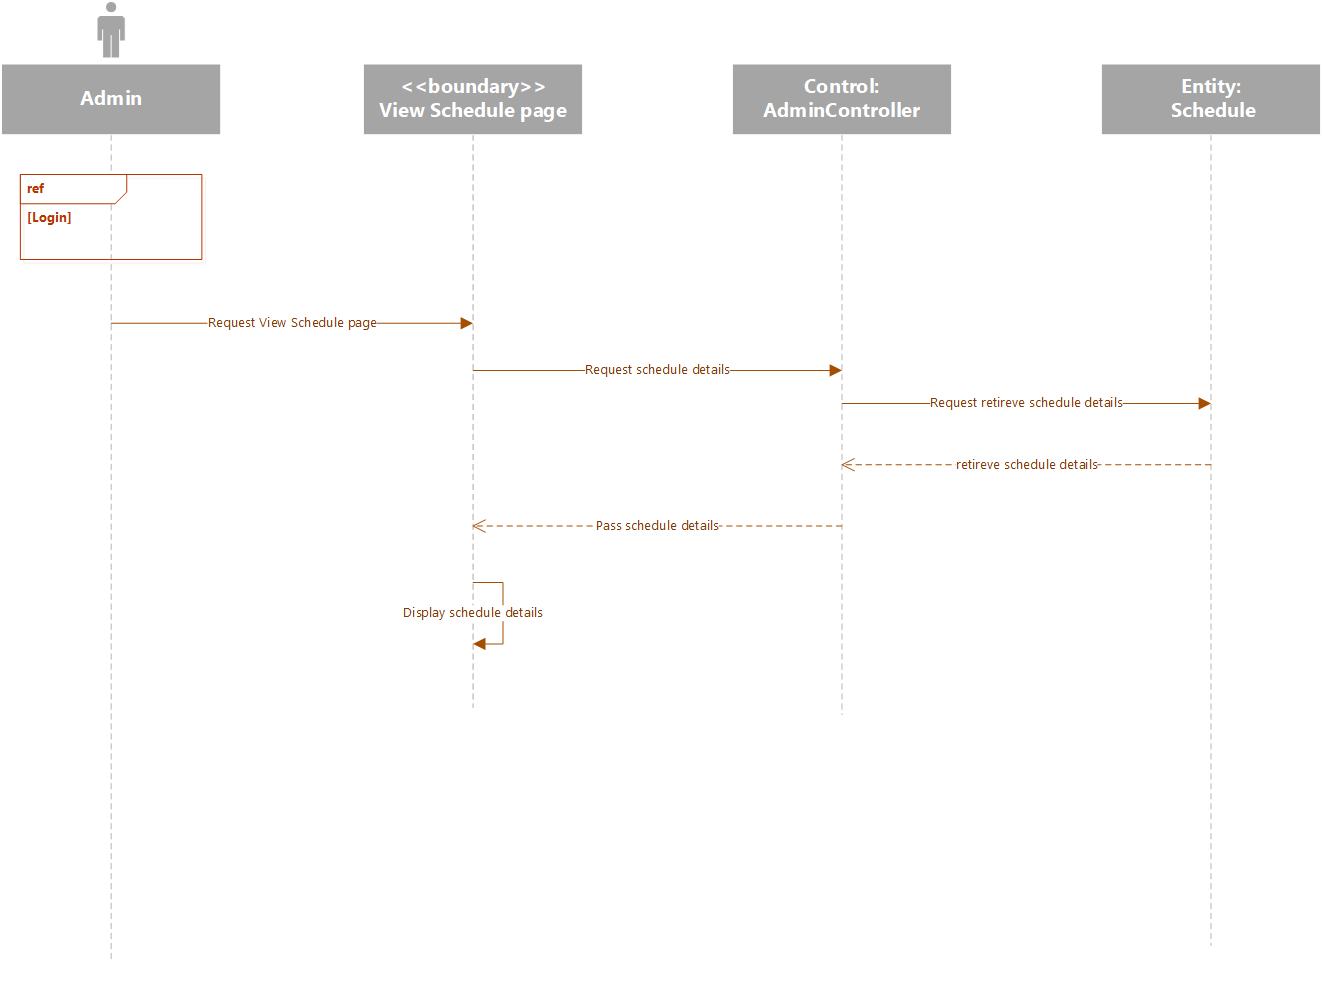 Admin
<<boundary>>
View Schedule page
Control:
AdminController
Entity:
Schedule
ref
[Login]
Request View Schedule page
Request schedule details
Request retireve schedule details
retireve schedule details
Pass schedule details
Display schedule details